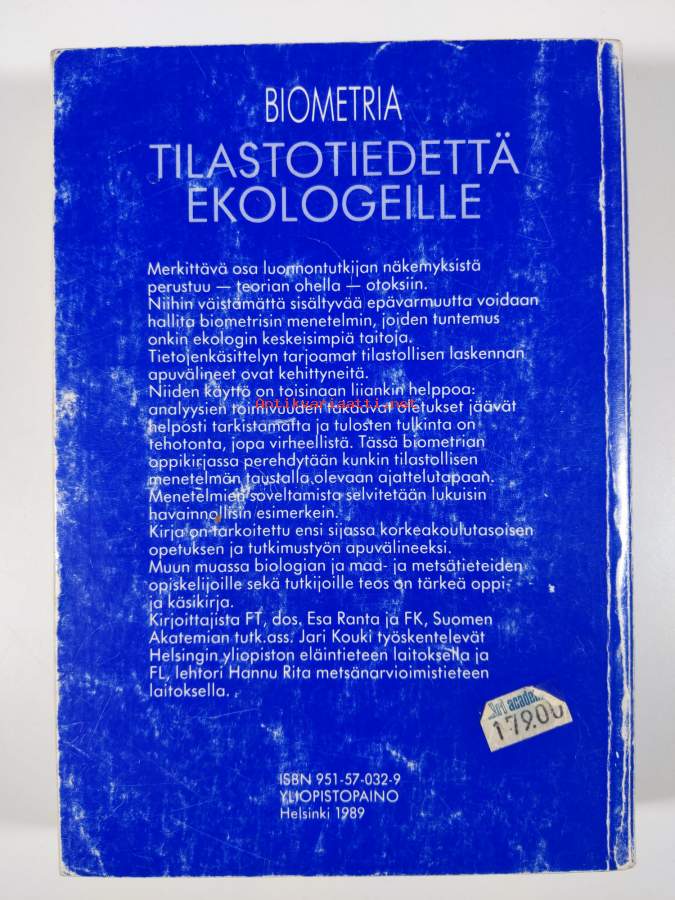 BIOMETRIA
TILASTOTIEDETTÄ
EKOLOGEILLE
Merkittävä osa luonnontutkijan näkemyksistä
perustuu — teorian ohella — otoksiin.
Niihin väistämättä sisältyvää epävarmuutta voidaan
hallita biometrisin menetelmin, joiden tuntemus
onkin ekologin keskeisimpiä taitoja.
Tietojenkäsittelyn tarjoamat tilastollisen laskennan
apuvälineet ovat kehittyneitä.
Niiden käyttö on toisinaan liiankin helppoa:
Antikvariaatti.net
analyysien toimivuuden takaavat oletukset jäävät
helposti tarkistamatta ja tulosten tulkinta on
tehotonta, jopa virheellistä. Tässä biometrian
oppikirjassa perehdytään kunkin tilastollisen
menetelmän taustalla olevaan ajattelutapaan.
Menetelmien soveltamista selvitetään lukuisin
havainnollisin esimerkein.
Kirja on tarkoitettu ensi sijassa korkeakoulutasoisen
opetuksen ja tutkimustyön apuvälineeksi.
Muun muassa biologian ja maa- ja metsätieteiden
opiskelijoille sekä tutkijoille teos on tärkeä oppi-
ja käsikirja.
Kirjoittajista FT, dos. Esa Ranta ja FK, Suomen
Akatemian tutk.ass. Jari Kouki työskentelevät
Helsingin yliopiston eläintieteen laitoksella ja
FL, lehtori Hannu Rita metsänarvioimistieteen
laitoksella.
179.00
ISBN 951-57-032-9
YLIOPISTOPAINO
Helsinki 1989